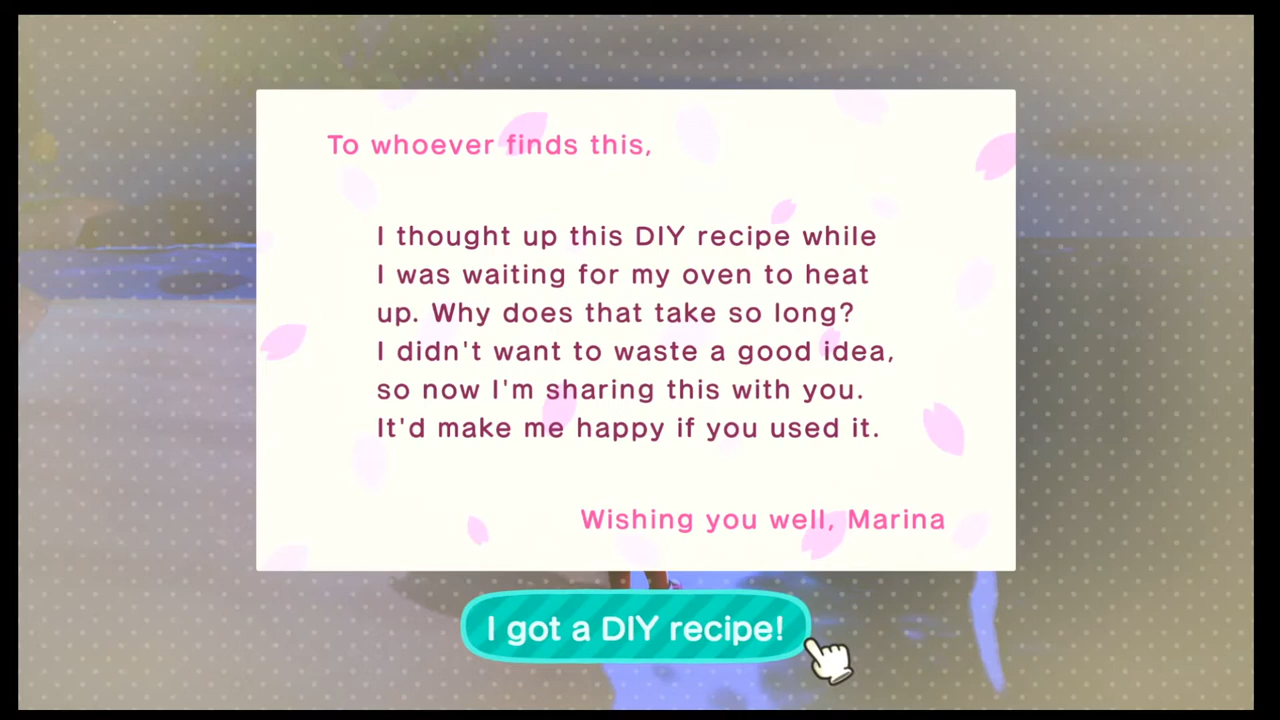 To whoever finds this,
I thought up this DIY recipe while
I was waiting for my oven to heat
up. Why does that take so long?
I didn't want to waste a good idea,
so now I'm sharing this with you.
It'd make me happy if you used it.
Wishing you well, Marina
I got a DIY recipe!